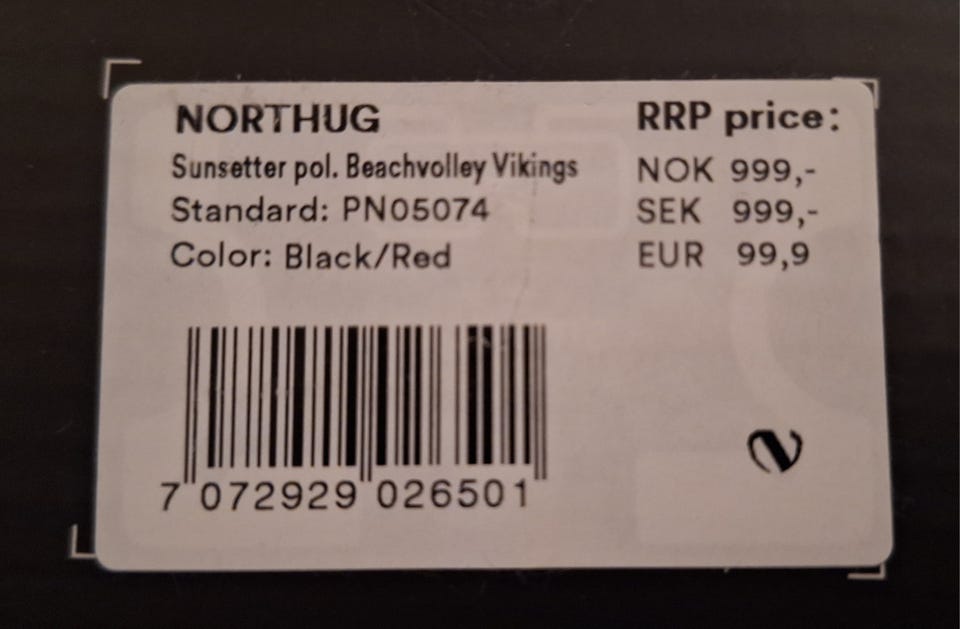 NORTHUG
Sunsetter pol. Beachvolley Vikings
Standard: PN05074
Color: Black/Red
RRP price:
NOK 999,-
SEK 999,-
EUR 99,9
7 072929 026501